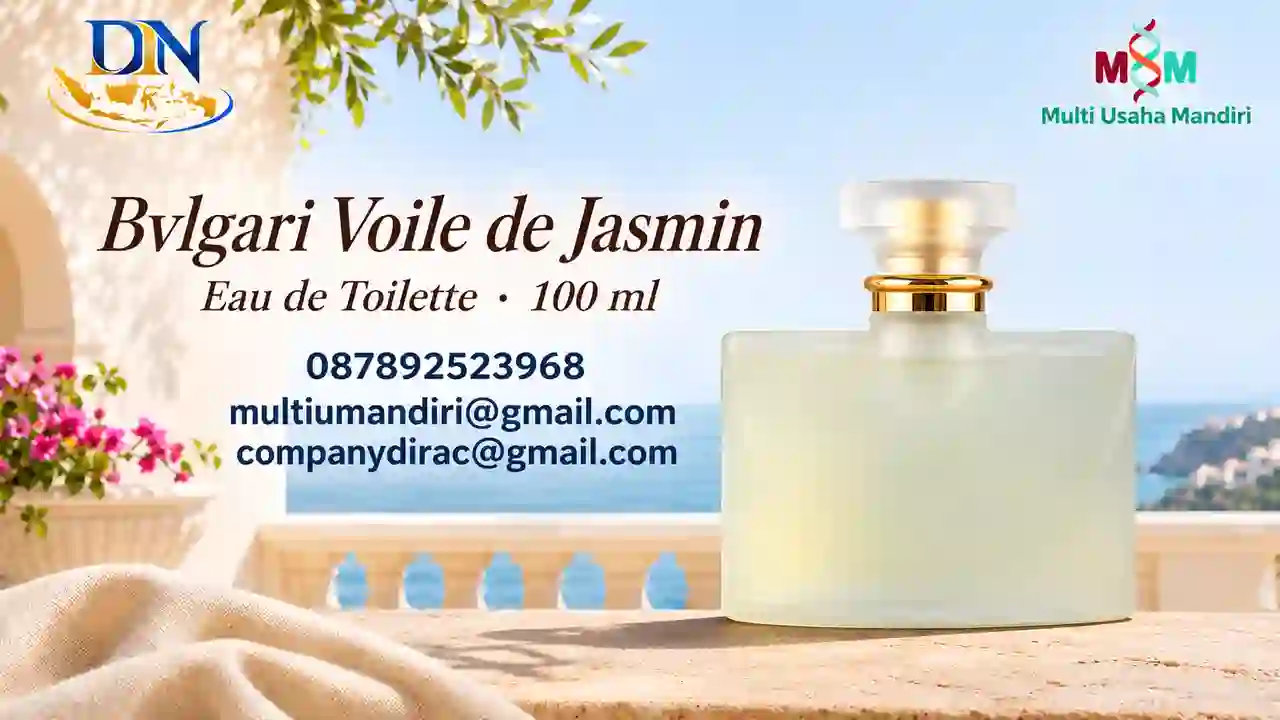 DN
M8M
Multi Usaha Mandiri
Bvlgari Voile de Jasmin
Eau de Toilette • 100 ml
087892523968
multiumandiri@gmail.com
companydirac@gmail.com